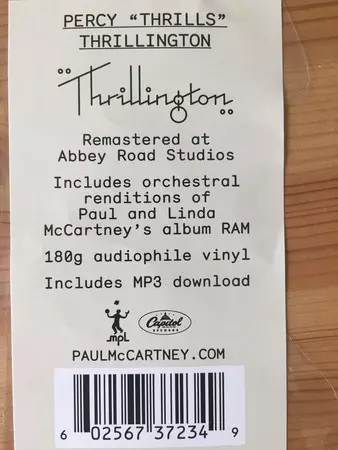 PERCY “THRILLS”
THRILLINGTON
"Thrillington"
Remastered at
Abbey Road Studios
Includes orchestral
renditions of
Paul and Linda
McCartney’s album RAM
180g audiophile vinyl
Includes MP3 download
mpl
Capitol
RECORDS
PAULMcCARTNEY.COM
6 02567 37234 9